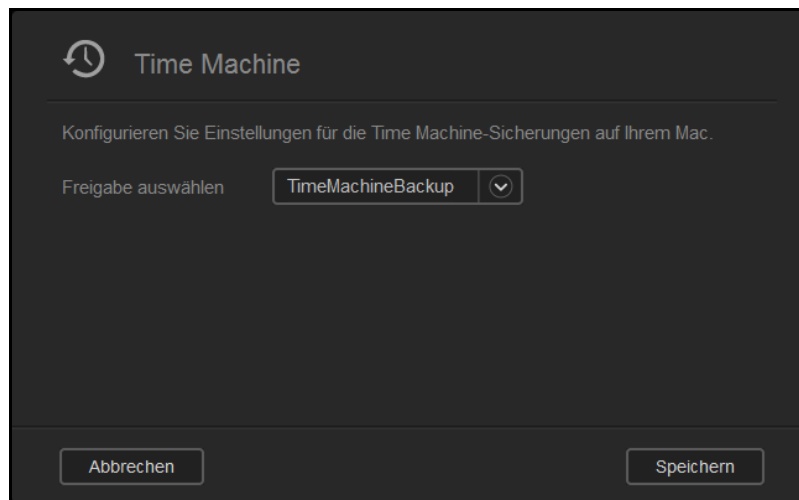 Time Machine
Konfigurieren Sie Einstellungen für die Time Machine-Sicherungen auf Ihrem Mac.
Freigabe auswählen TimeMachineBackup
Abbrechen Speichern